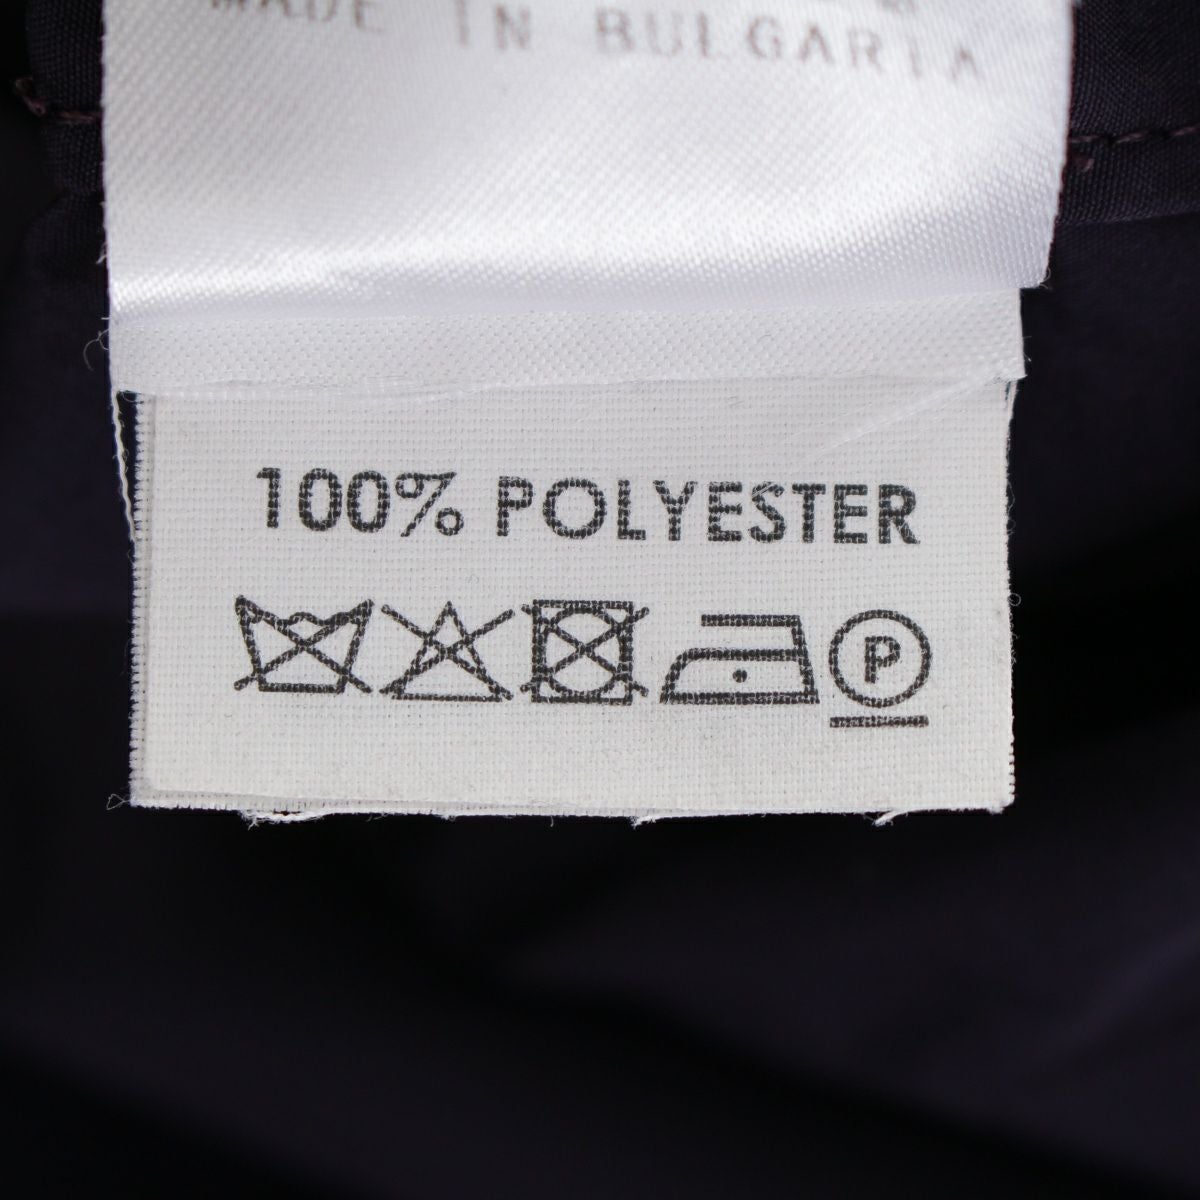 MADE IN BULGARIA
100% POLYESTER
P